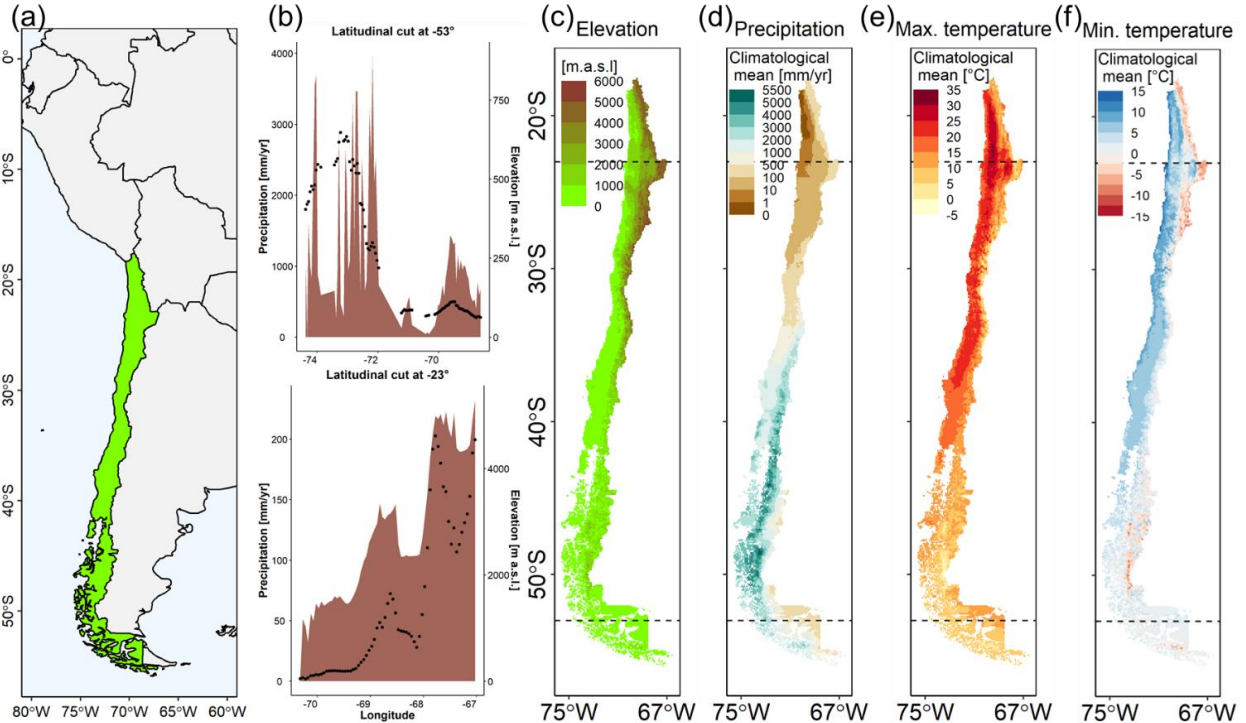 (a)
0°
10°S
20°S
30°S
40°S
50°S
80°W 75°W 70°W 65°W 60°W
(b)
Latitudinal cut at -53°
Precipitation (mm/yr)
4000
3000
2000
1000
0
Elevation [m a.s.l.]
750
500
250
0
-74 -72 -70
Latitudinal cut at -23°
Precipitation [mm/yr]
200
150
100
50
0
Elevation [m a.s.l.]
4000
2000
0
-70 -69 -68 -67
Longitude
(c) Elevation
[m.a.s.l]
6000
5000
4000
3000
2000
1000
0
20°S
30°S
40°S
50°S
75°W 67°W
(d) Precipitation
Climatological
mean [mm/yr]
5500
5000
4000
3000
2000
1000
500
100
10
1
0
75°W 67°W
(e)
Max. temperature
Climatological
mean [°C]
35
30
25
20
15
10
5
0
-5
75°W 67°W
(f)
Min. temperature
Climatological
mean [°C]
15
10
5
0
-5
-10
-15
75°W 67°W